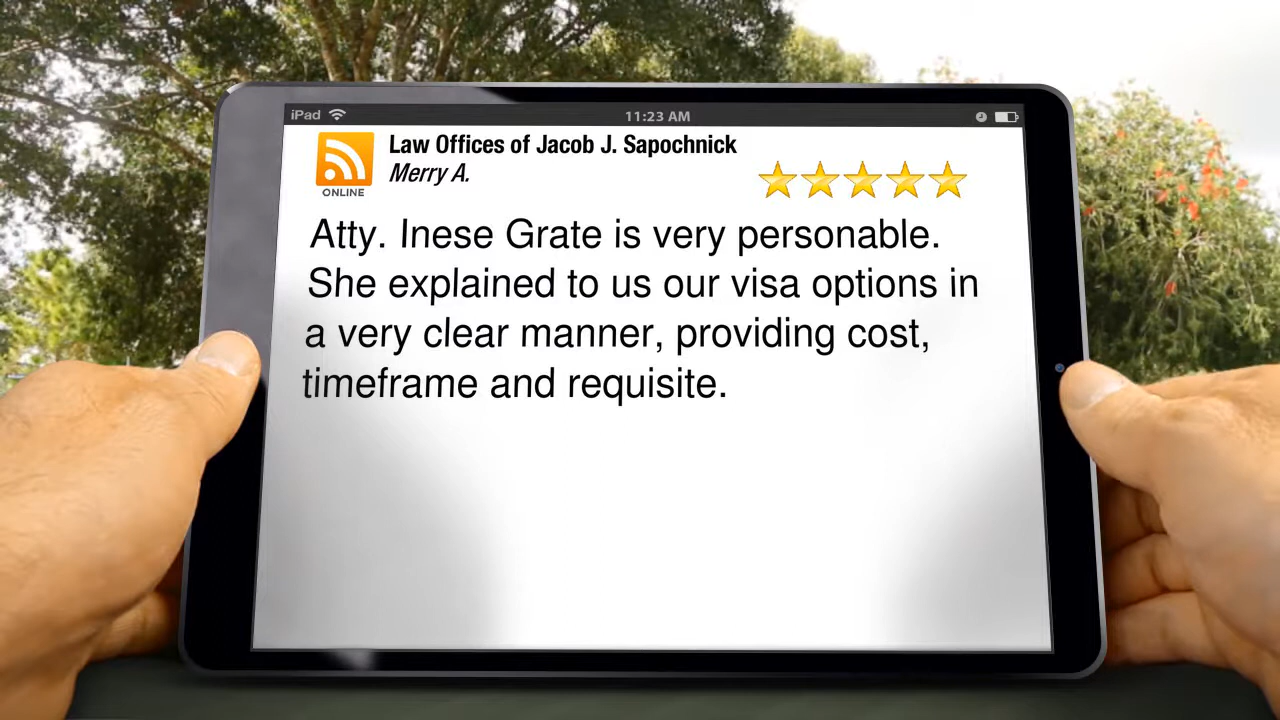 iPad
11:23 AM
ONLINE
Law Offices of Jacob J. Sapochnick
Merry A.
Atty. Inese Grate is very personable.
She explained to us our visa options in
a very clear manner, providing cost,
timeframe and requisite.